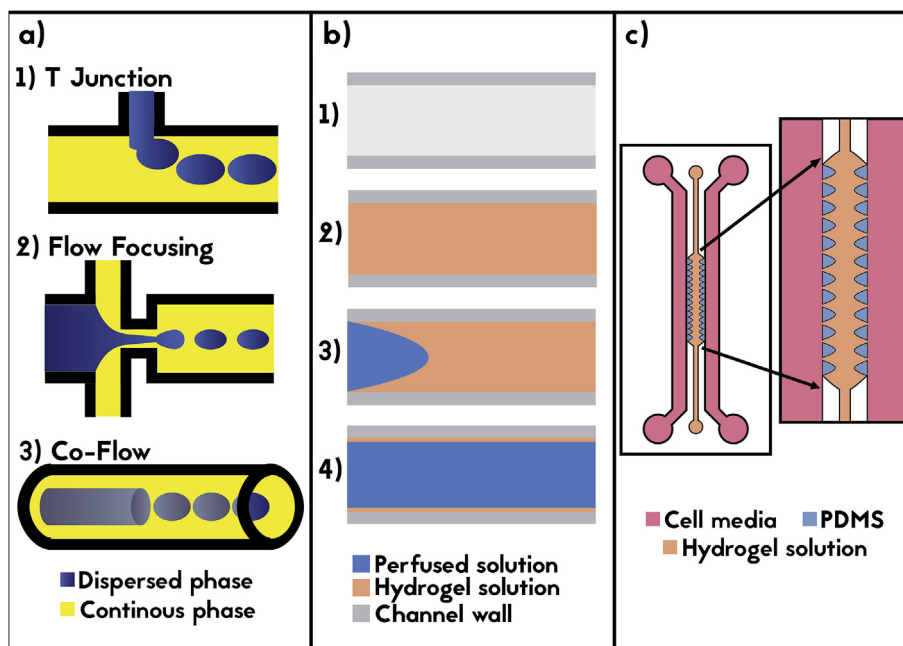 a)
1) T Junction
2) Flow Focusing
3) Co-Flow
Dispersed phase
Continous phase
b)
1)
2)
3)
4)
Perfused solution
Hydrogel solution
Channel wall
c)
Cell media PDMS
Hydrogel solution